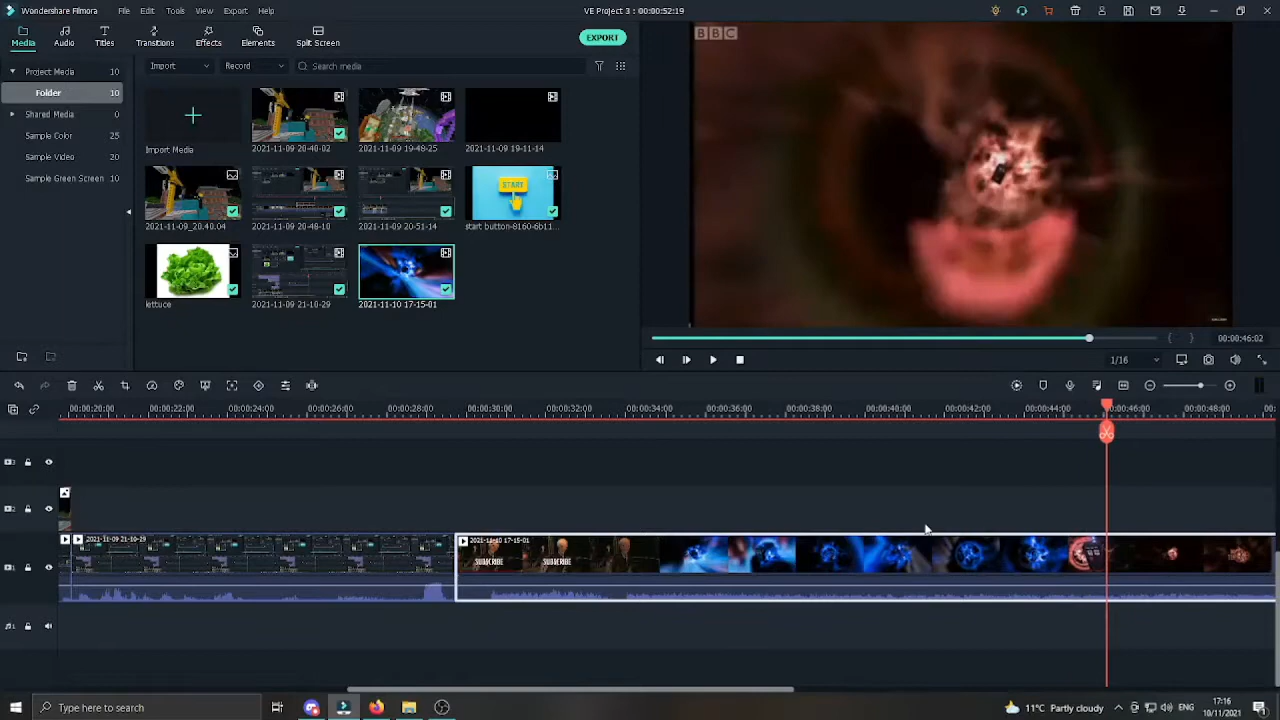 Wondershare Filmora File Edit Tools View Export Help VE Project 3 : 00:00:52:19
Media Audio Titles Transitions Effects Elements Split Screen EXPORT
Import Record Search media
Project Media 10
Folder 10
Shared Media 0
Sample Color 25
Sample Video 20
Sample Green Screen 10
Import Media 2021-11-09 20-40-02 2021-11-09 19-48-25 2021-11-09 19-11-14
2021-11-09_20.40.04 2021-11-09 20-48-10 2021-11-09 20-51-14 start button-8160-6b11...
START
lettuce 2021-11-09 21-10-29 2021-11-10 17-15-01
BBC
00:00:46:02
1/16
00:00:20:00 00:00:22:00 00:00:24:00 00:00:26:00 00:00:28:00 00:00:30:00 00:00:32:00 00:00:34:00 00:00:36:00 00:00:38:00 00:00:40:00 00:00:42:00 00:00:44:00 00:00:46:00 00:00:48:00 00:
2021-11-09 21-10-29 2021-11-10 17-15-01
SUBSCRIBE SUBSCRIBE
Type here to search
11°C Partly cloudy
17:16
10/11/2021